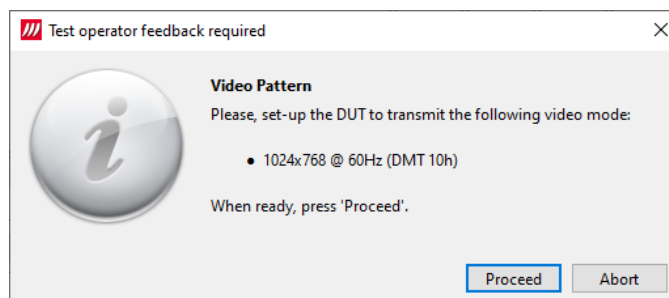 Test operator feedback required
Video Pattern
Please, set-up the DUT to transmit the following video mode:
● 1024x768 @ 60Hz (DMT 10h)
When ready, press 'Proceed'.
Proceed Abort